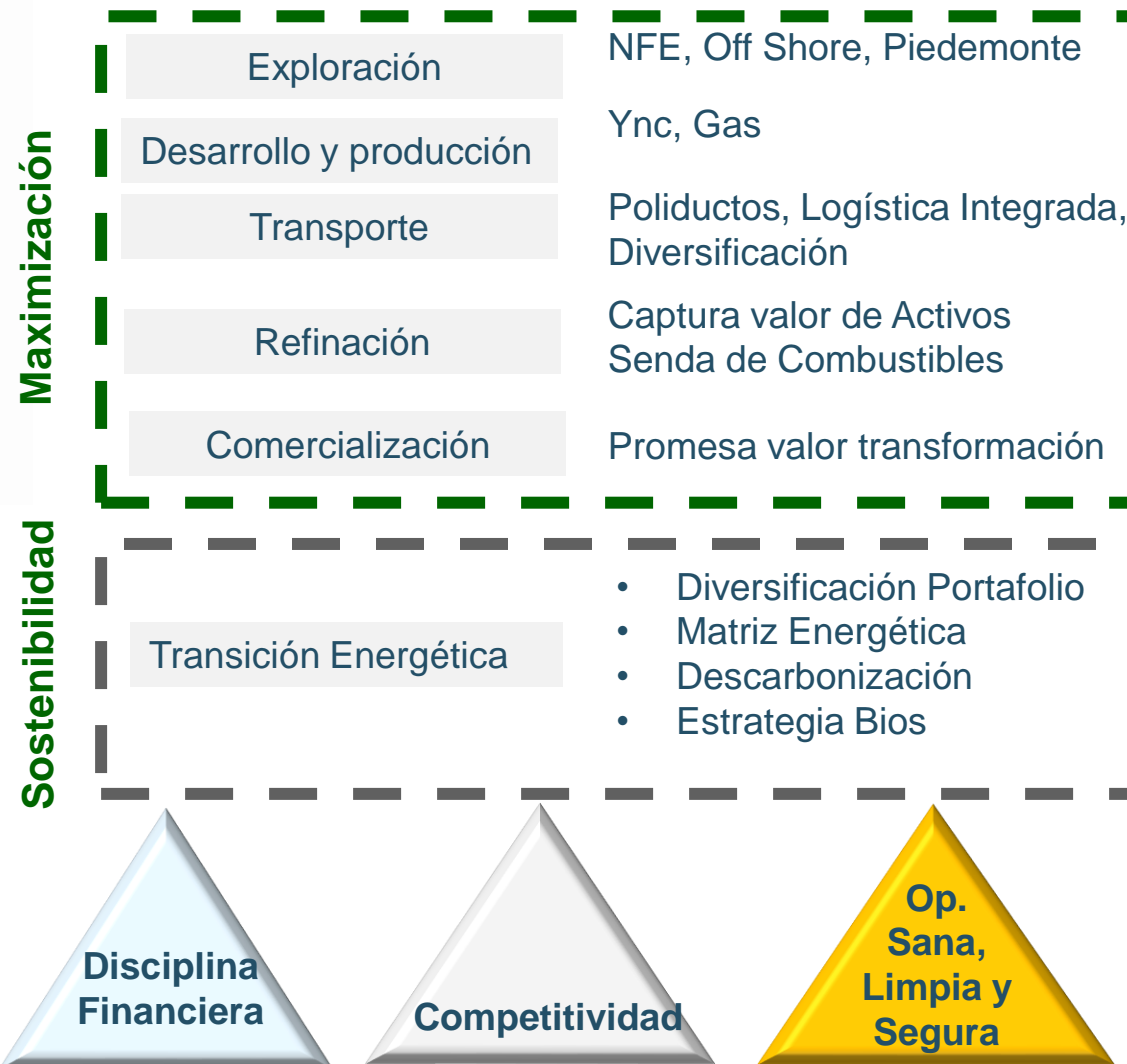 Maximización
Exploración
NFE, Off Shore, Piedemonte
Desarrollo y producción
Ync, Gas
Transporte
Poliductos, Logística Integrada,
Diversificación
Refinación
Captura valor de Activos
Senda de Combustibles
Comercialización
Promesa valor transformación
Sostenibilidad
Transición Energética
• Diversificación Portafolio
• Matriz Energética
• Descarbonización
• Estrategia Bios
Disciplina
Financiera
Competitividad
Op.
Sana,
Limpia y
Segura